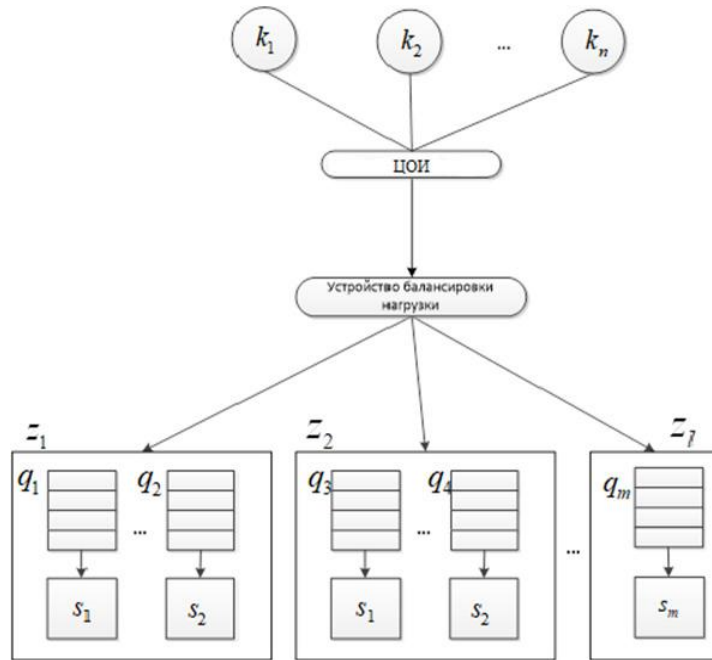 k₁ k₂ ... kₙ
ЦОИ
Устройство балансировки
нагрузки
z₁ z₂ zₗ
q₁ ... q₂ q₃ ... q₄ ... qₘ
s₁ s₂ s₁ s₂ sₘ